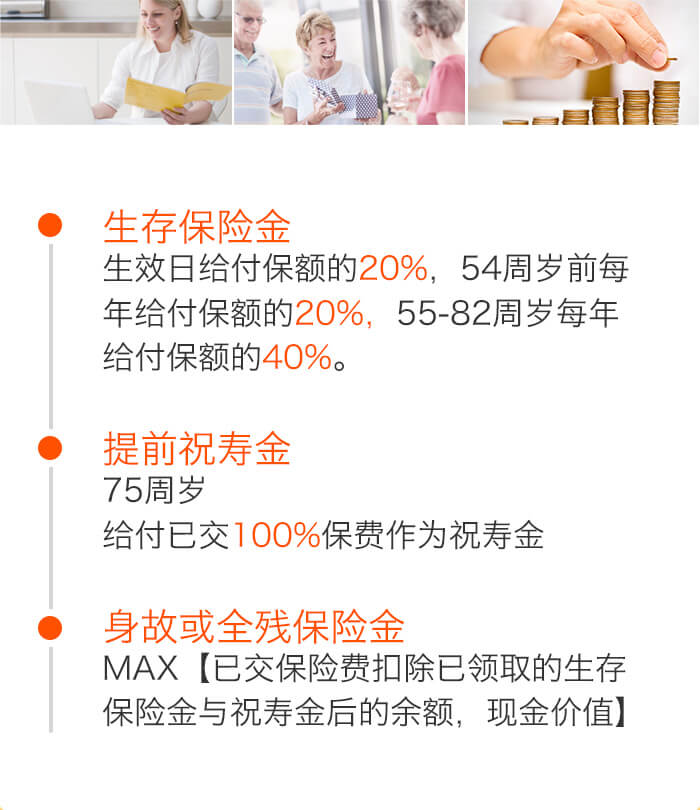 生存保险金
生效日给付保额的20%，54周岁前每
年给付保额的20%，55-82周岁每年
给付保额的40%。
提前祝寿金
75周岁
给付已交100%保费作为祝寿金
身故或全残保险金
MAX【已交保险费扣除已领取的生存
保险金与祝寿金后的余额，现金价值】